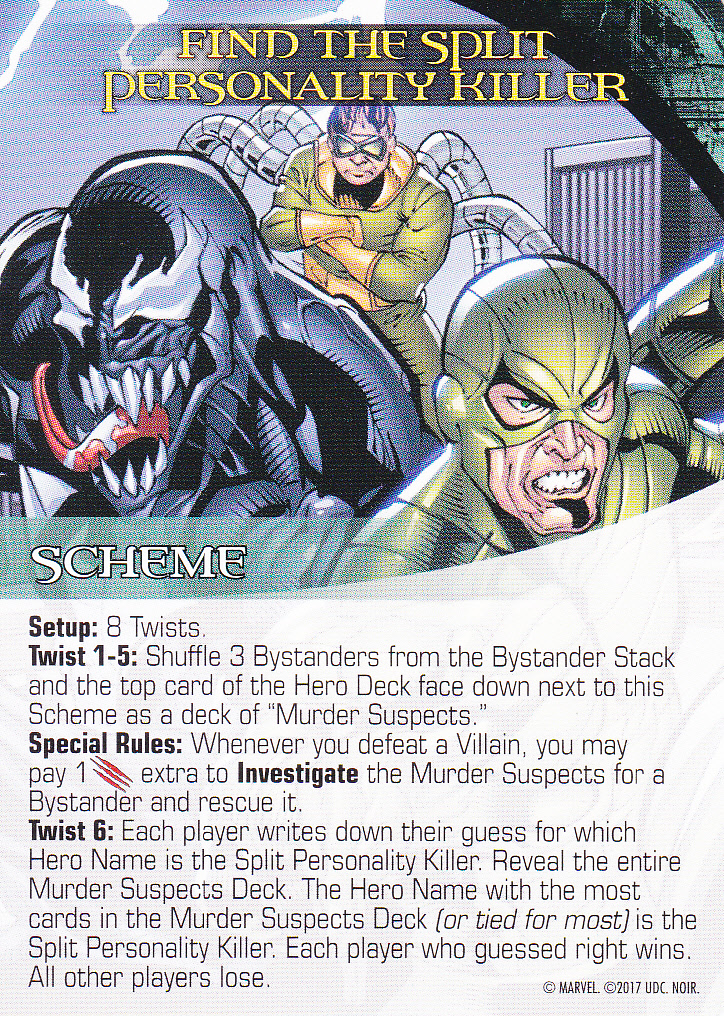 FIND THE SPLIT
PERSONALITY KILLER
SCHEME
Setup: 8 Twists.
Twist 1-5: Shuffle 3 Bystanders from the Bystander Stack
and the top card of the Hero Deck face down next to this
Scheme as a deck of “Murder Suspects.”
Special Rules: Whenever you defeat a Villain, you may
pay 1 extra to Investigate the Murder Suspects for a
Bystander and rescue it.
Twist 6: Each player writes down their guess for which
Hero Name is the Split Personality Killer. Reveal the entire
Murder Suspects Deck. The Hero Name with the most
cards in the Murder Suspects Deck (or tied for most) is the
Split Personality Killer. Each player who guessed right wins.
All other players lose.
© MARVEL. ©2017 UDC. NOIR.